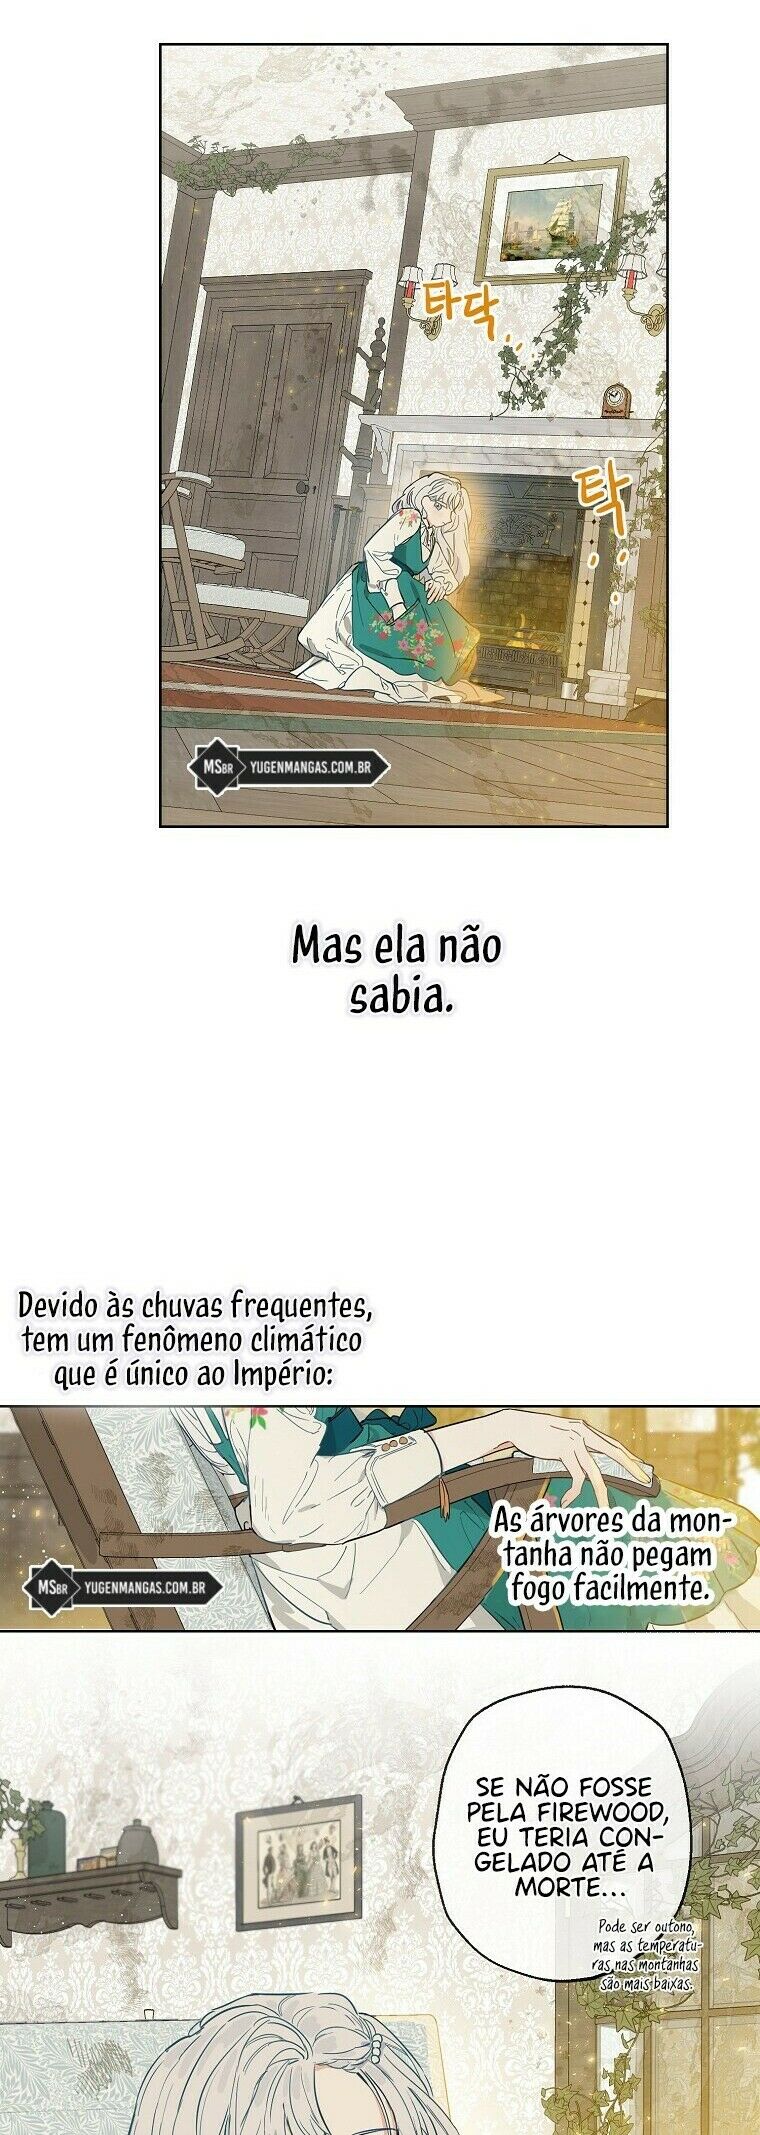 타닥
타
MSBR YUGENMANGAS.COM.BR
Mas ela não
sabia.
Devido às chuvas frequentes,
tem um fenômeno climático
que é único ao Império:
As árvores da mon-
tanha não pegam
fogo facilmente.
MSBR YUGENMANGAS.COM.BR
SE NÃO FOSSE
PELA FIREWOOD,
EU TERIA CON-
GELADO ATÉ A
MORTE...
Pode ser outono,
mas as temperatu-
ras nas montanhas
são mais baixas.